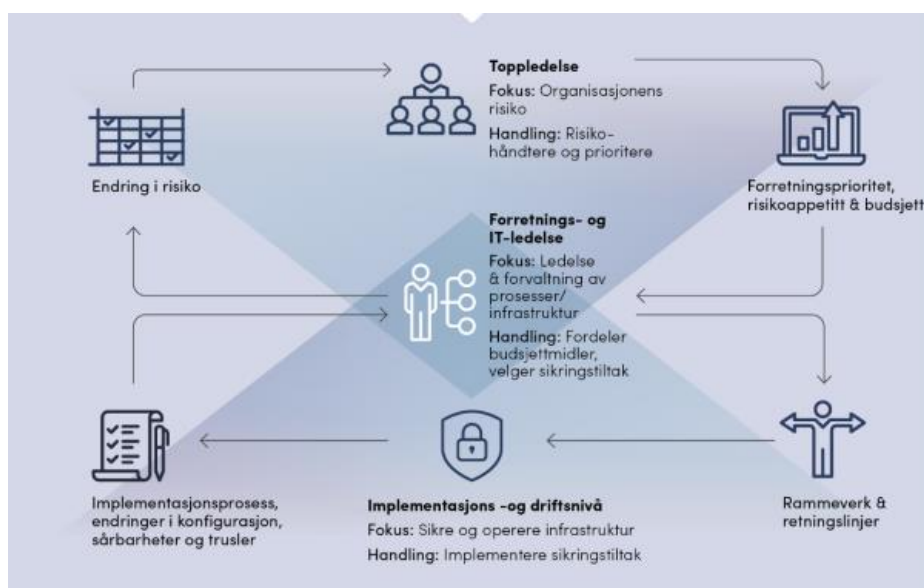 Toppledelse
Fokus: Organisasjonens
risiko
Handling: Risiko-
håndtere og prioritere
Endring i risiko
Forretningsprioritet,
risikoappetitt & budsjett
Forretnings- og
IT-ledelse
Fokus: Ledelse
& forvaltning av
prosesser/
infrastruktur
Handling: Fordeler
budsjettmidler,
velger sikringstiltak
Implementasjonsprosess,
endringer i konfigurasjon,
sårbarheter og trusler
Implementasjons -og driftsnivå
Fokus: Sikre og operere infrastruktur
Handling: Implementere sikringstiltak
Rammeverk &
retningslinjer